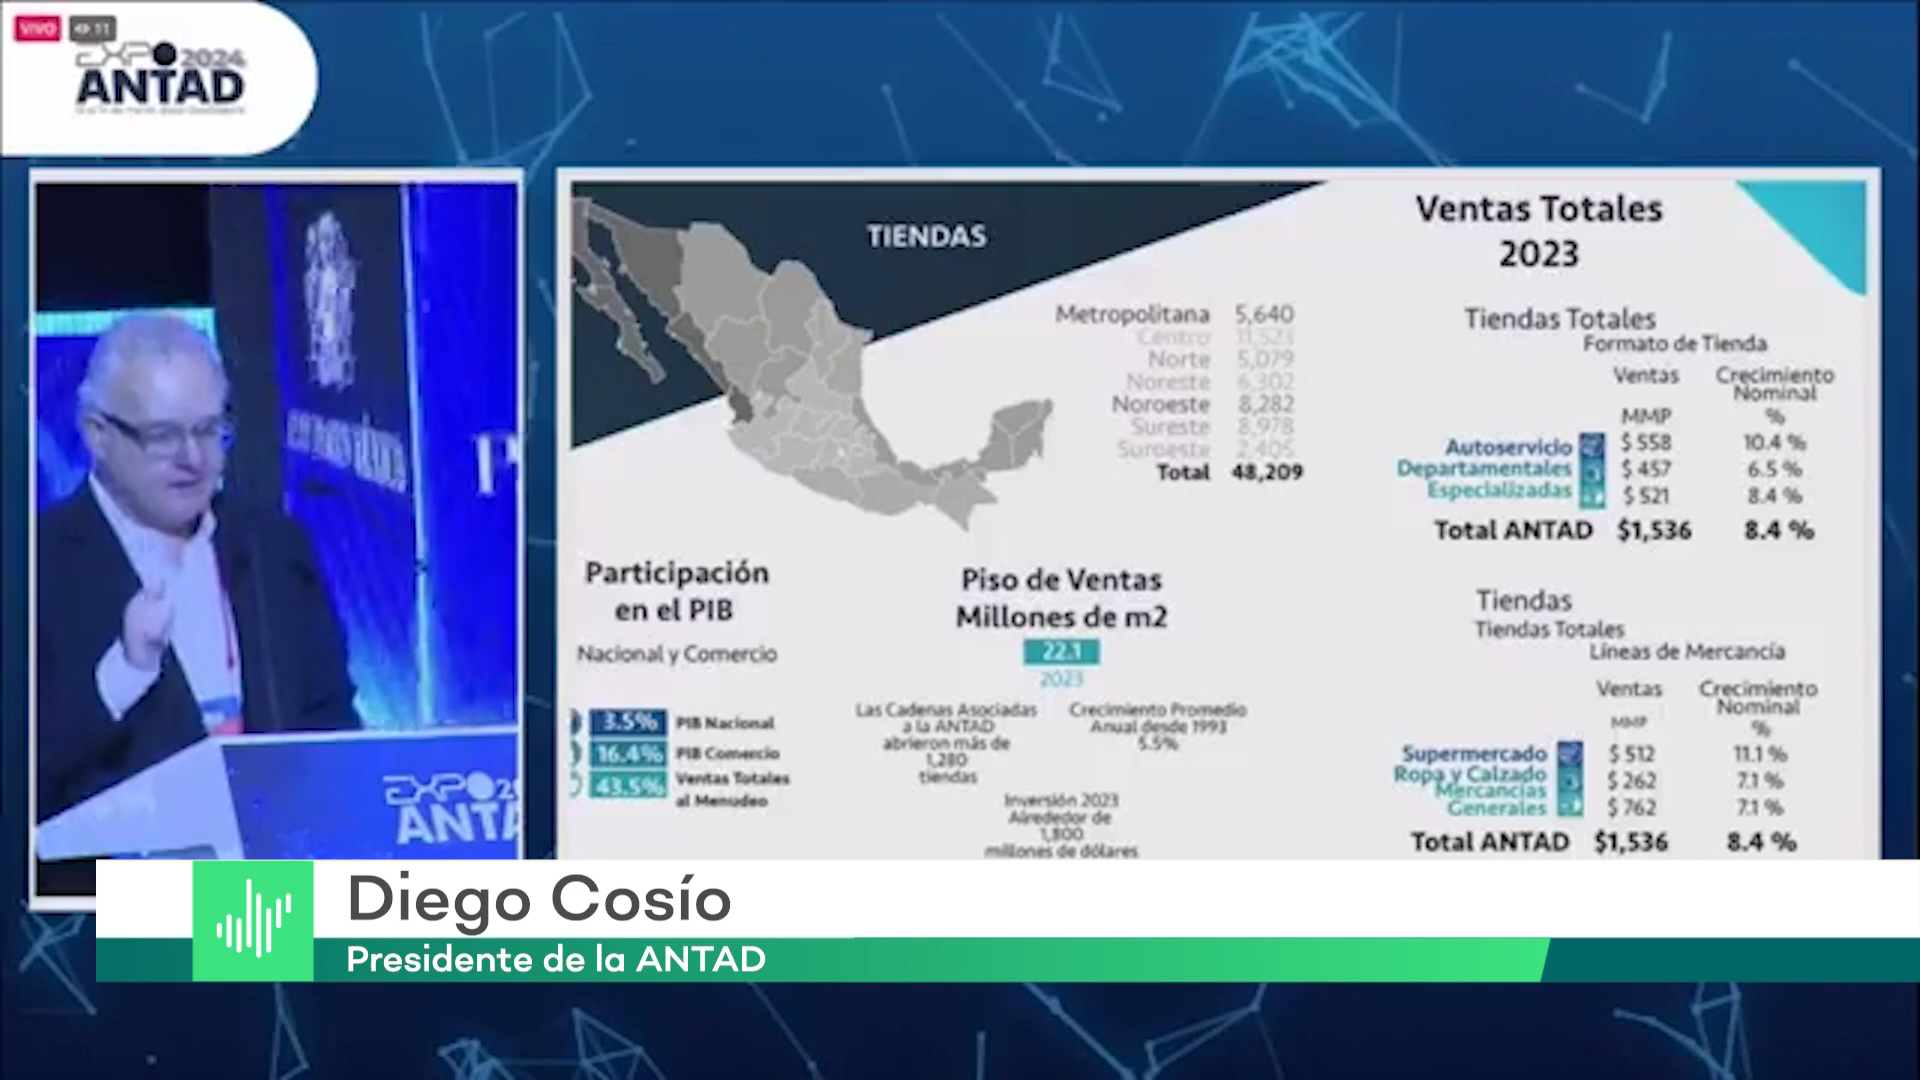 VIVO
11
EXPO 2024
ANTAD
TIENDAS
Metropolitana 5,640
Centro 11,523
Norte 5,079
Noreste 6,302
Noroeste 8,282
Sureste 8,978
Suroeste 2,405
Total 48,209
Participación
en el PIB
Nacional y Comercio
3.5% PIB Nacional
16.4% PIB Comercio
43.5% Ventas Totales
al Menudeo
Piso de Ventas
Millones de m2
22.1
2023
Las Cadenas Asociadas
a la ANTAD
abrieron más de
1,280
tiendas
Crecimiento Promedio
Anual desde 1993
5.5%
Inversión 2023
Alrededor de
1,800
millones de dólares
Ventas Totales
2023
Tiendas Totales
Formato de Tienda
Ventas Crecimiento
Nominal
MMP %
Autoservicio $ 558 10.4 %
Departamentales $ 457 6.5 %
Especializadas $ 521 8.4 %
Total ANTAD $1,536 8.4 %
Tiendas
Tiendas Totales
Líneas de Mercancía
Ventas Crecimiento
Nominal
MMP %
Supermercado $ 512 11.1 %
Ropa y Calzado $ 262 7.1 %
Mercancías
Generales $ 762 7.1 %
Total ANTAD $1,536 8.4 %
EXPO 2
ANTA
Diego Cosío
Presidente de la ANTAD